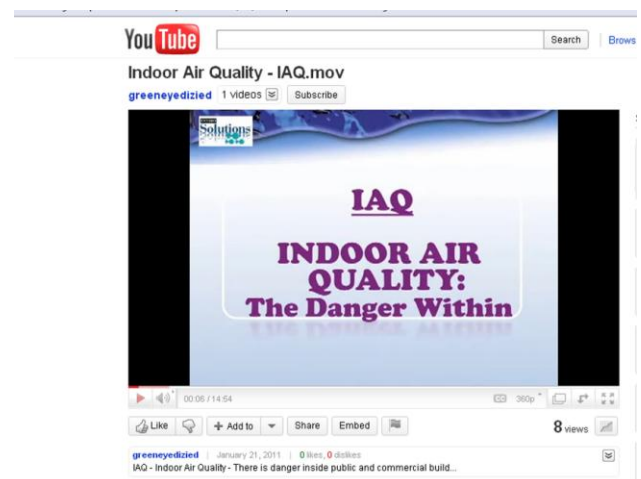 You Tube Search Brows
Indoor Air Quality - IAQ.mov
greeneyedizied 1 videos Subscribe
Solutions
IAQ
INDOOR AIR
QUALITY:
The Danger Within
00:06 / 14:54 360p
Like + Add to Share Embed 8 views
greeneyedizied | January 21, 2011 | 0 likes, 0 dislikes
IAQ - Indoor Air Quality - There is danger inside public and commercial build...